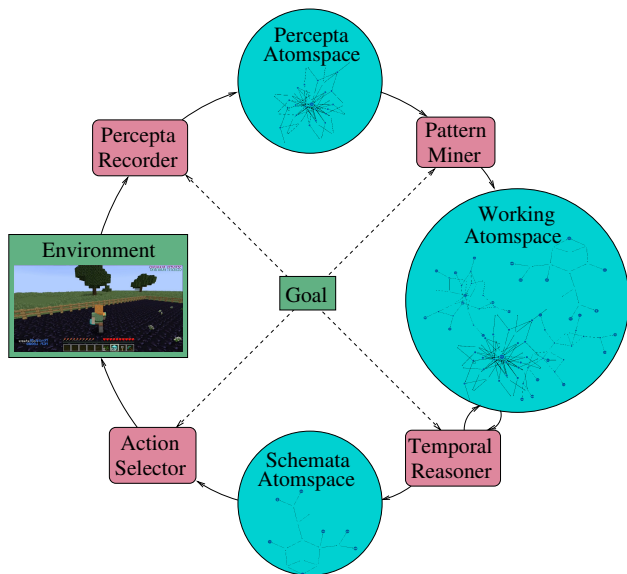 Percepta
Atomspace
Percepta
Recorder
Pattern
Miner
Environment
Working
Atomspace
Goal
Action
Selector
Schemata
Atomspace
Temporal
Reasoner